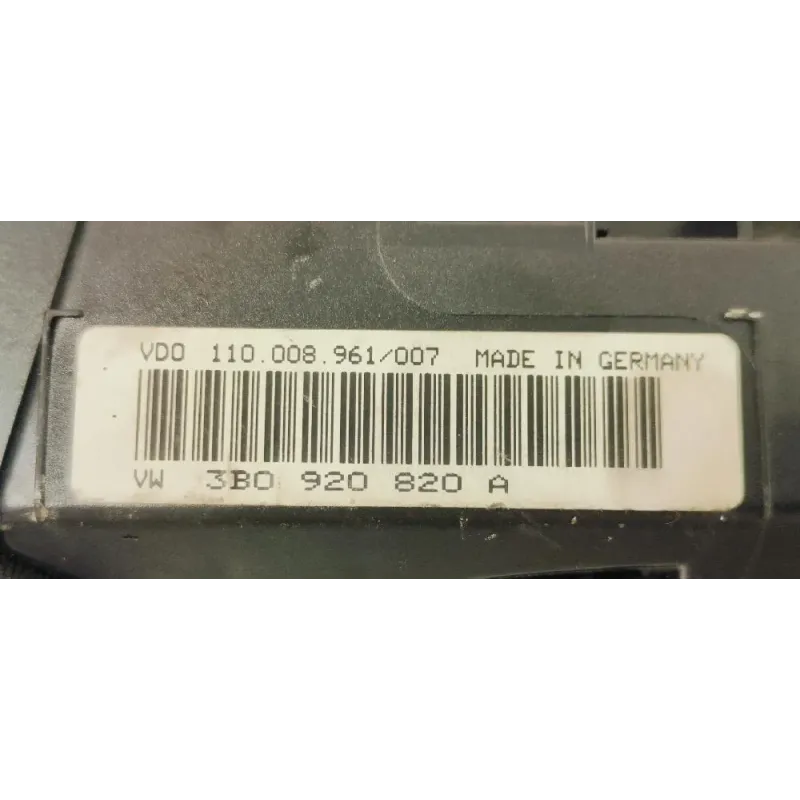 VDO 110.008.961/007 MADE IN GERMANY
VW 3B0 920 820 A